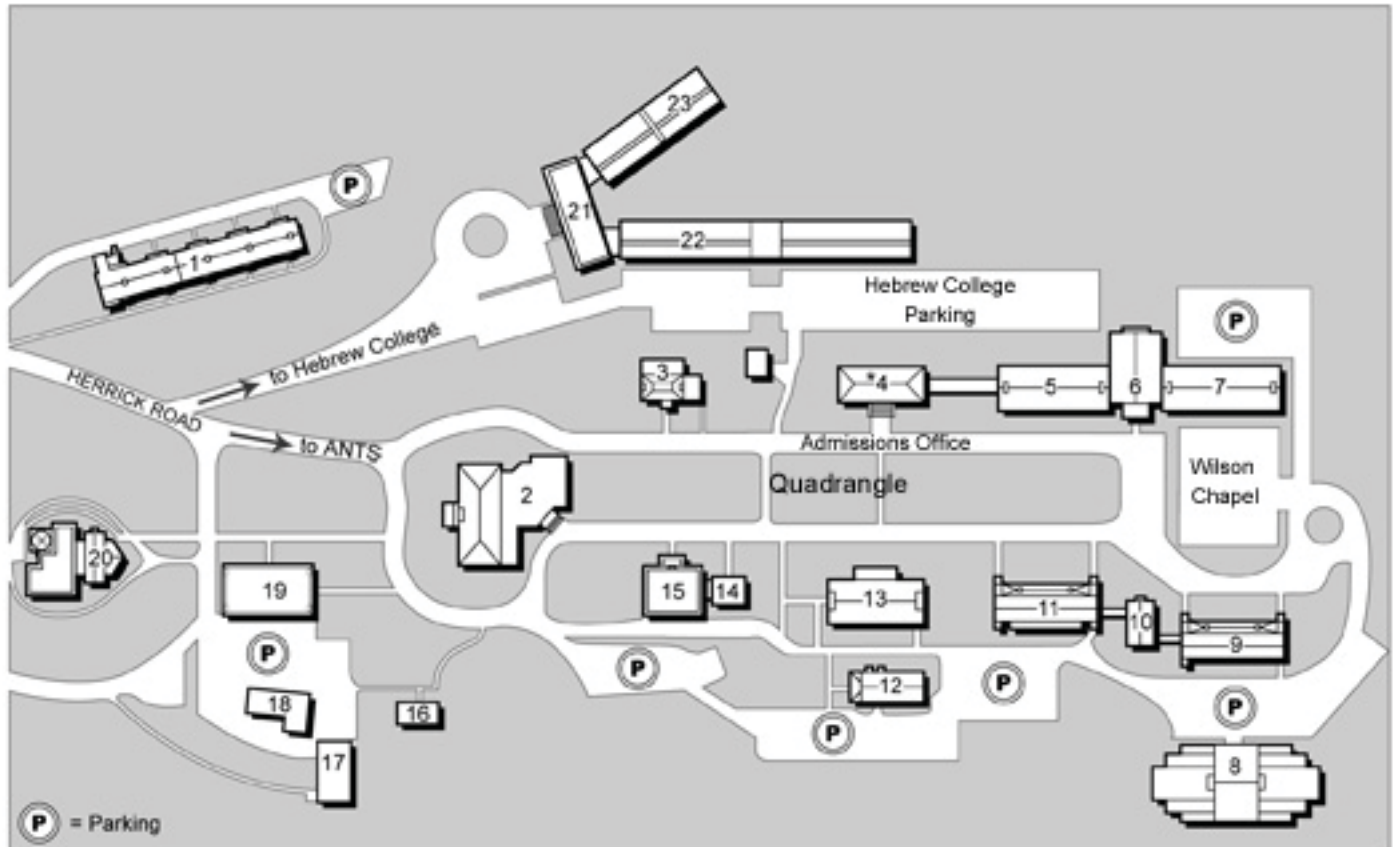 P
23
21
22
1
Hebrew College
Parking
P
to Hebrew College
HERRICK ROAD
to ANTS
3
*4
5
6
7
Admissions Office
Quadrangle
Wilson
Chapel
2
20
19
15
14
13
11
10
9
P
P
P
P
P
12
18
16
17
8
P = Parking